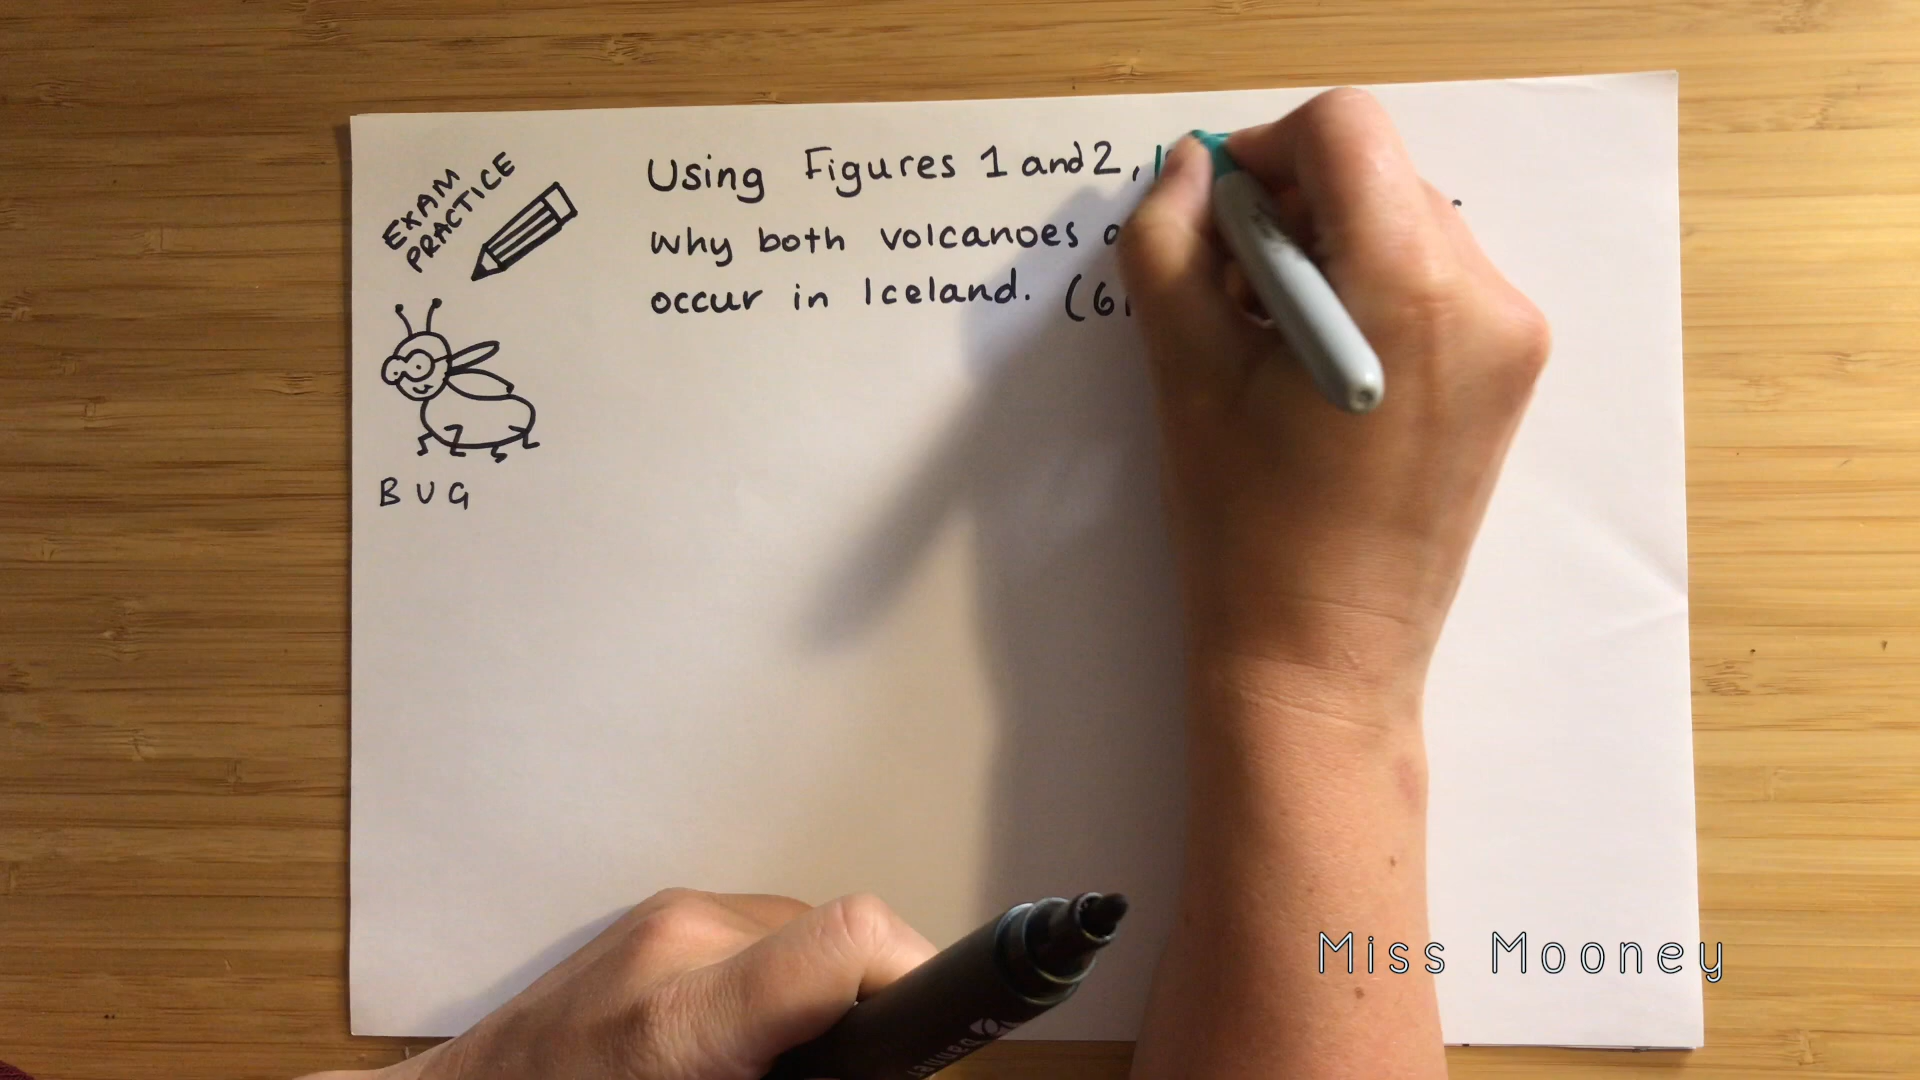 EXAM
PRACTICE
Using Figures 1 and 2,
why both volcanoes
occur in Iceland. (6
BUG
Miss Mooney